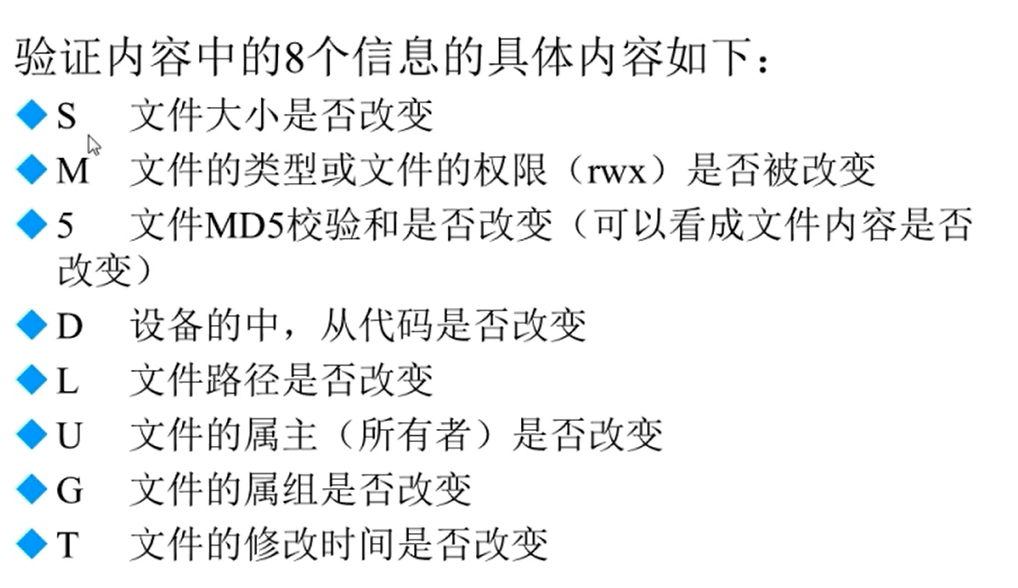 验证内容中的8个信息的具体内容如下：
S 文件大小是否改变
M 文件的类型或文件的权限（rwx）是否被改变
5 文件MD5校验和是否改变（可以看成文件内容是否
改变）
D 设备的中，从代码是否改变
L 文件路径是否改变
U 文件的属主（所有者）是否改变
G 文件的属组是否改变
T 文件的修改时间是否改变